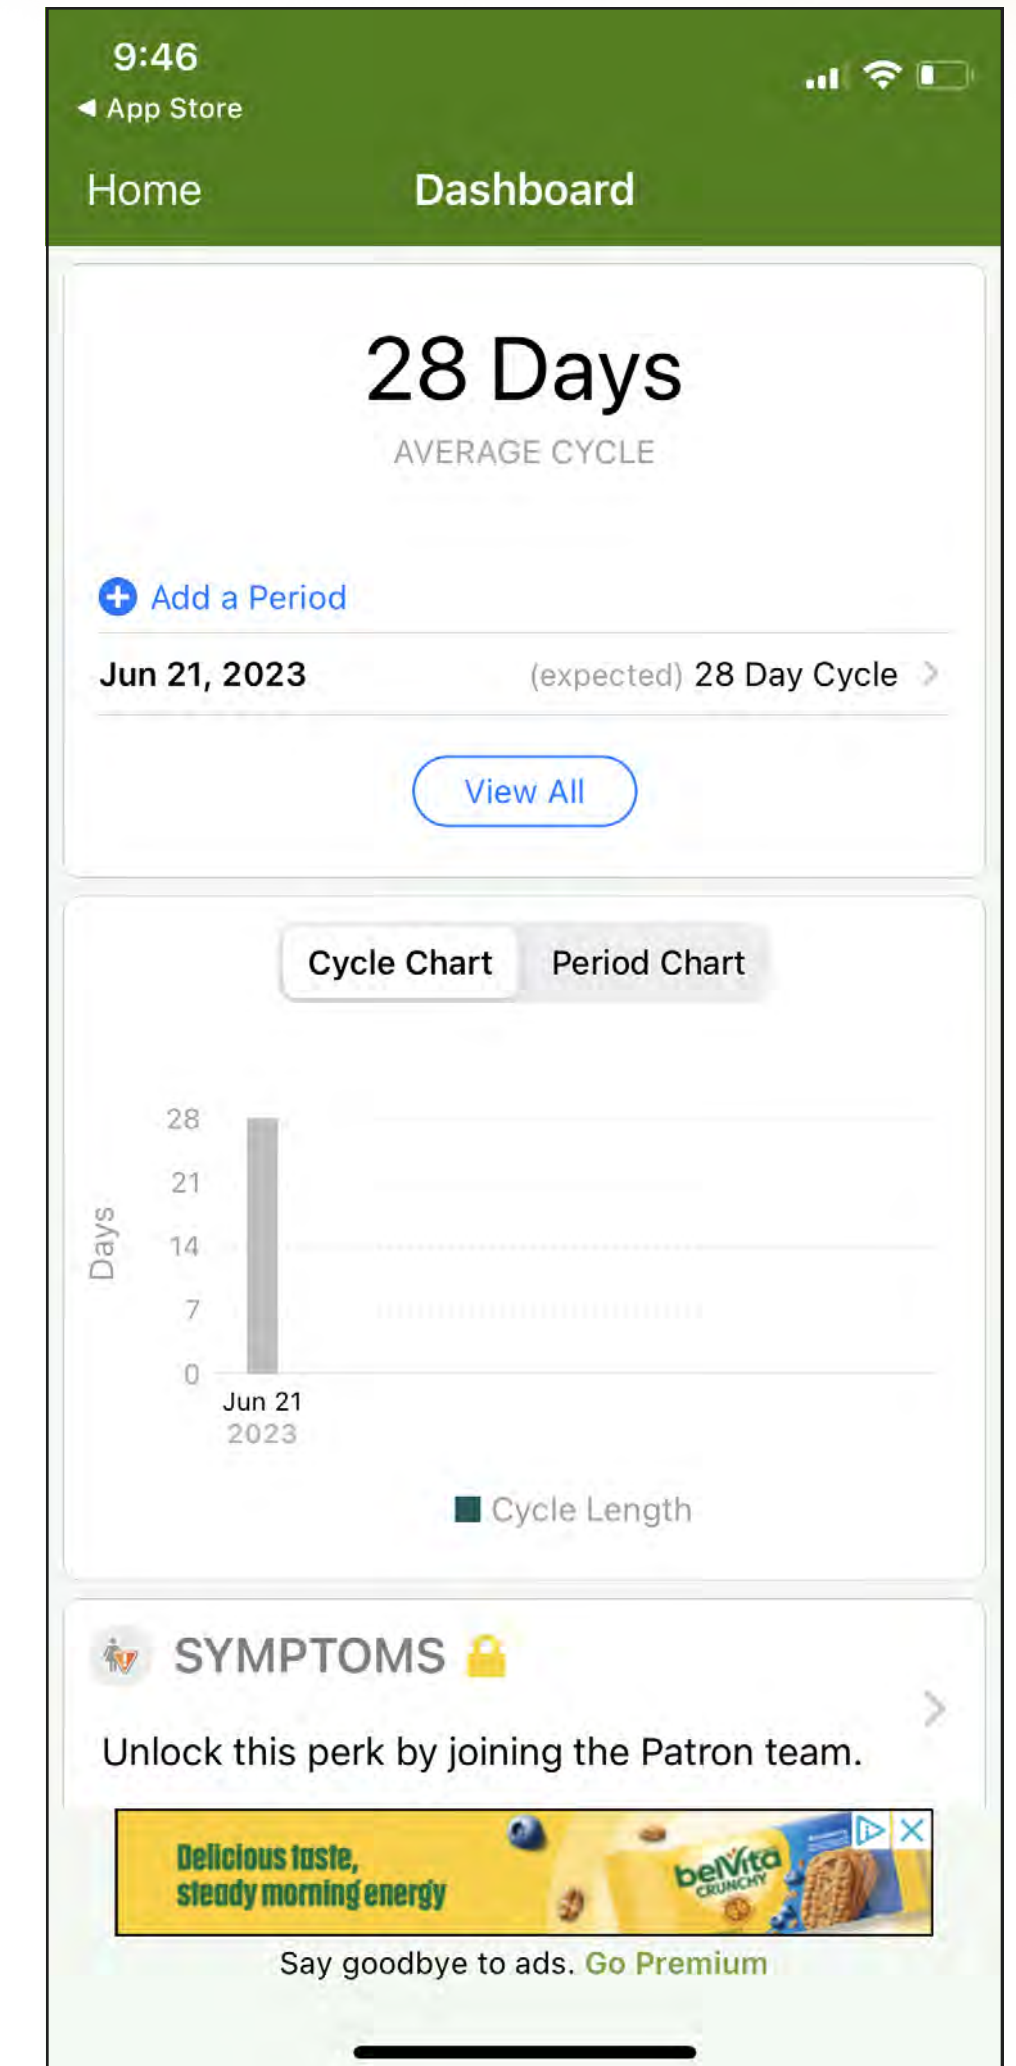 9:46
◀ App Store
Home
Dashboard
28 Days
AVERAGE CYCLE
Add a Period
Jun 21, 2023 (expected) 28 Day Cycle
View All
Cycle Chart Period Chart
28
21
14
7
0
Days
Jun 21
2023
Cycle Length
SYMPTOMS
Unlock this perk by joining the Patron team.
Delicious taste,
steady morning energy
belVita
CRUNCHY
Say goodbye to ads. Go Premium